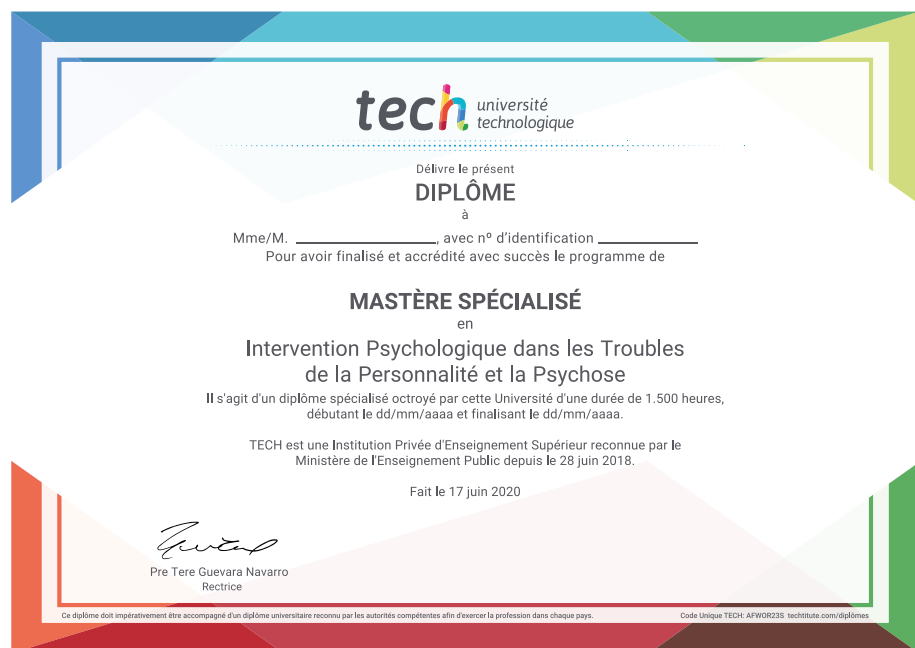 tech université
technologique
Délivre le présent
DIPLÔME
à
Mme/M. ____________, avec nº d'identification ____________
Pour avoir finalisé et accrédité avec succès le programme de
MASTÈRE SPÉCIALISÉ
en
Intervention Psychologique dans les Troubles
de la Personnalité et la Psychose
Il s'agit d'un diplôme spécialisé octroyé par cette Université d'une durée de 1.500 heures,
débutant le dd/mm/aaaa et finalisant le dd/mm/aaaa.
TECH est une Institution Privée d'Enseignement Supérieur reconnue par le
Ministère de l'Enseignement Public depuis le 28 juin 2018.
Fait le 17 juin 2020
Pre Tere Guevara Navarro
Rectrice
Ce diplôme doit impérativement être accompagné d'un diplôme universitaire reconnu par les autorités compétentes afin d'exercer la profession dans chaque pays.
Code Unique TECH: AFWOR23S techtitute.com/diplômes